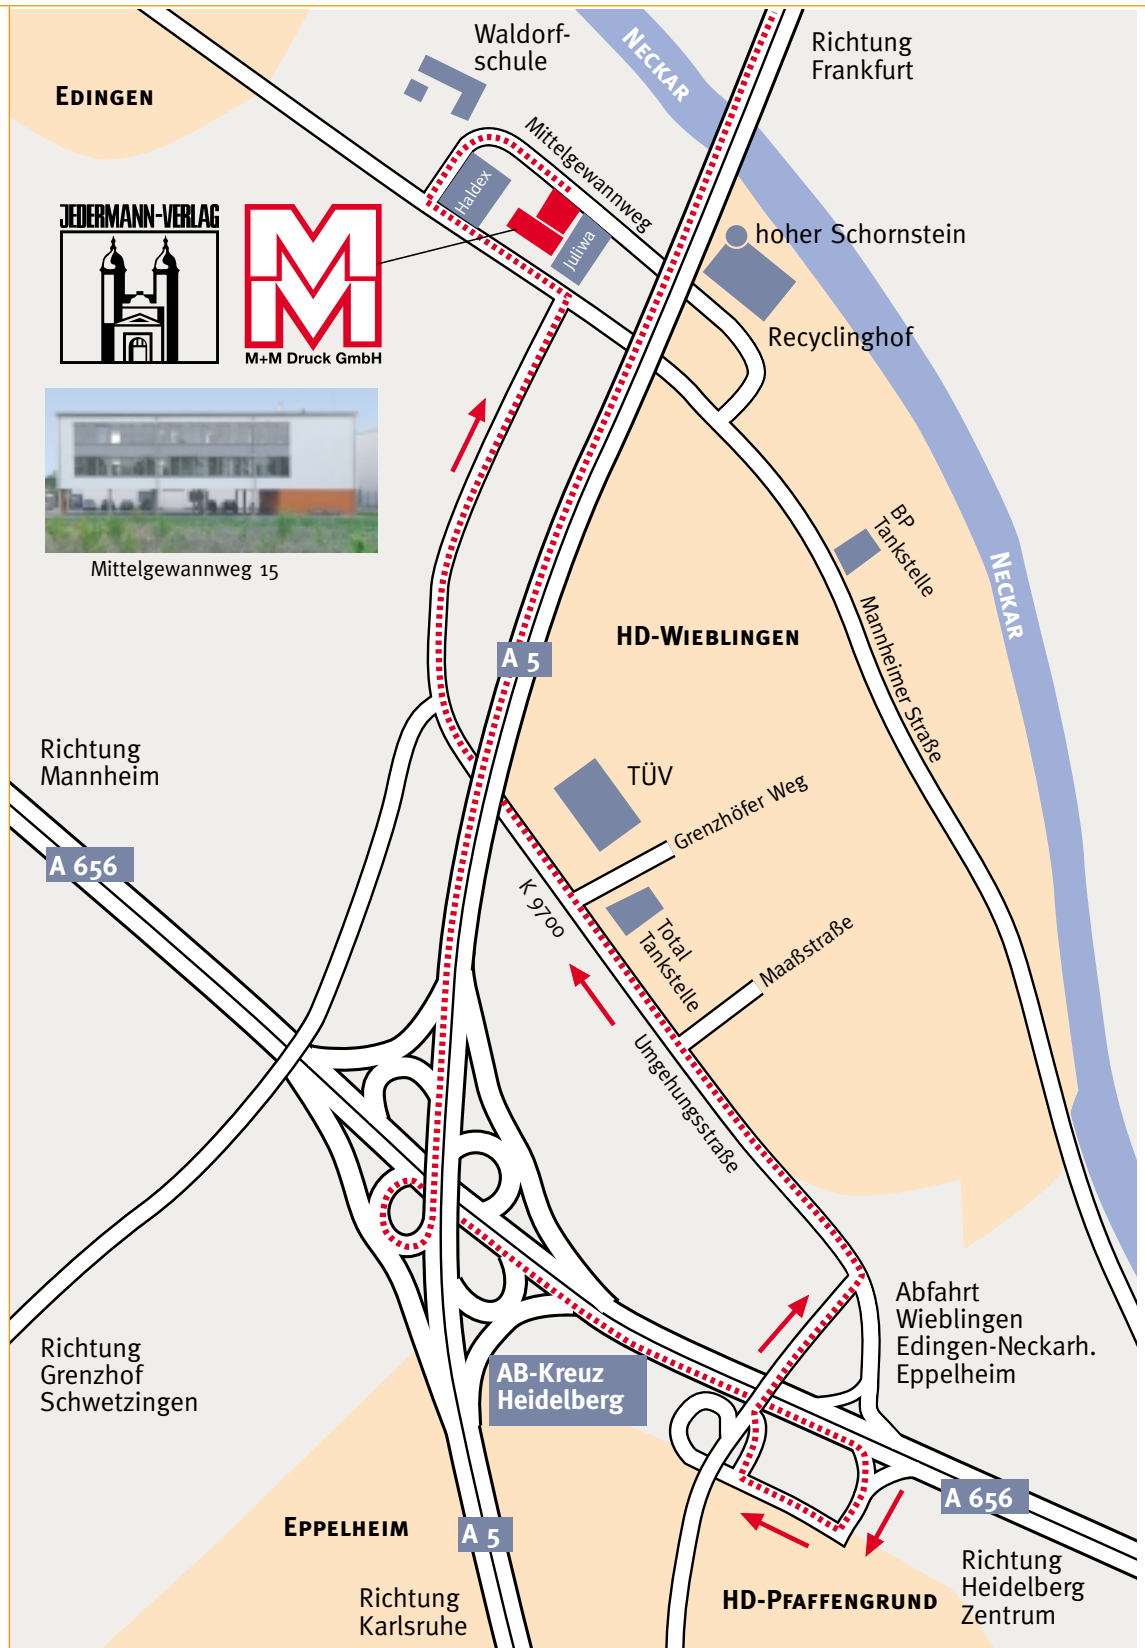 Waldorf-
schule
NECKAR
Richtung
Frankfurt
EDINGEN
Mittelgewannweg
Haldex
Juliwa
JEDERMANN-VERLAG
M
M
M+M Druck GmbH
hoher Schornstein
Recyclinghof
Mittelgewannweg 15
BP
Tankstelle
NECKAR
HD-WIEBLINGEN
Mannheimer Straße
A 5
Richtung
Mannheim
TÜV
Grenzhöfer Weg
A 656
K 9700
Total
Tankstelle
Maaßstraße
Umgehungsstraße
Abfahrt
Wieblingen
Edingen-Neckarh.
Eppelheim
Richtung
Grenzhof
Schwetzingen
AB-Kreuz
Heidelberg
A 656
EPPELHEIM
A 5
Richtung
Heidelberg
Zentrum
Richtung
Karlsruhe
HD-PFAFFENGRUND